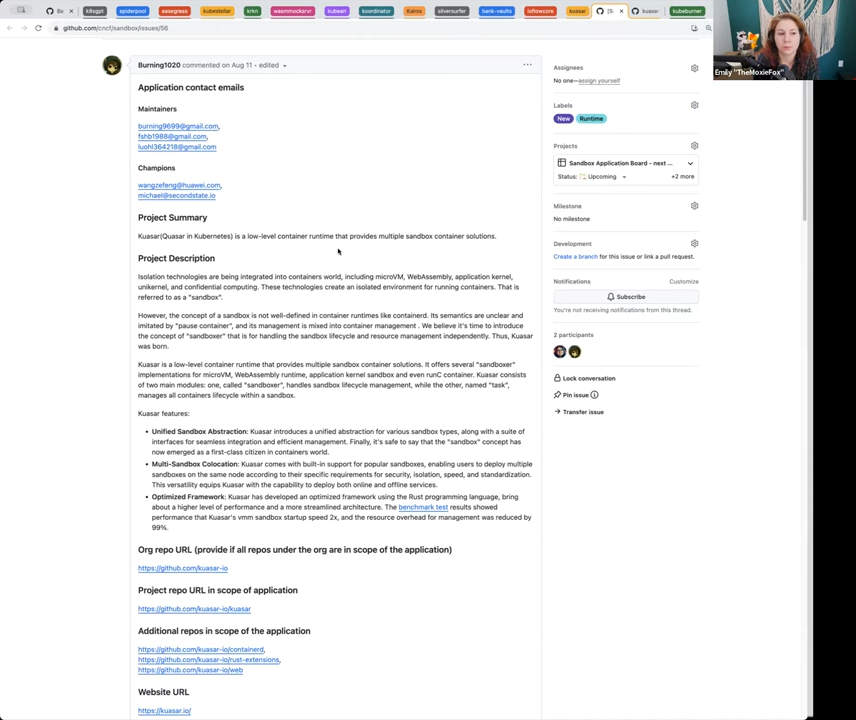 Ba
k8sgpt
spiderpool
easegress
kubestellar
krkn
wasmmockarvr
kubeart
koordinator
Kairos
silversurfer
bank-vaults
loftowcore
kuasar
[S
kuasar
kubeburner
github.com/cncf/sandbox/issues/56
Emily "TheMoxieFox"
Burning1020 commented on Aug 11 • edited
Application contact emails
Maintainers
burning9699@gmail.com,
fshb1988@gmail.com,
luohl364218@gmail.com
Champions
wangzefeng@huawei.com,
michael@secondstate.io
Project Summary
Kuasar(Quasar in Kubernetes) is a low-level container runtime that provides multiple sandbox container solutions.
Project Description
Isolation technologies are being integrated into containers world, including microVM, WebAssembly, application kernel,
unikernel, and confidential computing. These technologies create an isolated environment for running containers. That is
referred to as a "sandbox".
However, the concept of a sandbox is not well-defined in container runtimes like containerd. Its semantics are unclear and
imitated by "pause container", and its management is mixed into container management . We believe it's time to introduce
the concept of "sandboxer" that is for handling the sandbox lifecycle and resource management independently. Thus, Kuasar
was born.
Kuasar is a low-level container runtime that provides multiple sandbox container solutions. It offers several "sandboxer"
implementations for microVM, WebAssembly runtime, application kernel sandbox and even runC container. Kuasar consists
of two main modules: one, called "sandboxer", handles sandbox lifecycle management, while the other, named "task",
manages all containers lifecycle within a sandbox.
Kuasar features:
• Unified Sandbox Abstraction: Kuasar introduces a unified abstraction for various sandbox types, along with a suite of
interfaces for seamless integration and efficient management. Finally, it's safe to say that the "sandbox" concept has
now emerged as a first-class citizen in containers world.
• Multi-Sandbox Colocation: Kuasar comes with built-in support for popular sandboxes, enabling users to deploy multiple
sandboxes on the same node according to their specific requirements for security, isolation, speed, and standardization.
This versatility equips Kuasar with the capability to deploy both online and offline services.
• Optimized Framework: Kuasar has developed an optimized framework using the Rust programming language, bring
about a higher level of performance and a more streamlined architecture. The benchmark test results showed
performance that Kuasar's vmm sandbox startup speed 2x, and the resource overhead for management was reduced by
99%.
Org repo URL (provide if all repos under the org are in scope of the application)
https://github.com/kuasar-io
Project repo URL in scope of application
https://github.com/kuasar-io/kuasar
Additional repos in scope of the application
https://github.com/kuasar-io/containerd,
https://github.com/kuasar-io/rust-extensions,
https://github.com/kuasar-io/web
Website URL
https://kuasar.io/
Assignees
No one—assign yourself
Labels
New Runtime
Projects
Sandbox Application Board - next ...
Status: Upcoming +2 more
Milestone
No milestone
Development
Create a branch for this issue or link a pull request.
Notifications Customize
Subscribe
You're not receiving notifications from this thread.
2 participants
Lock conversation
Pin issue
Transfer issue